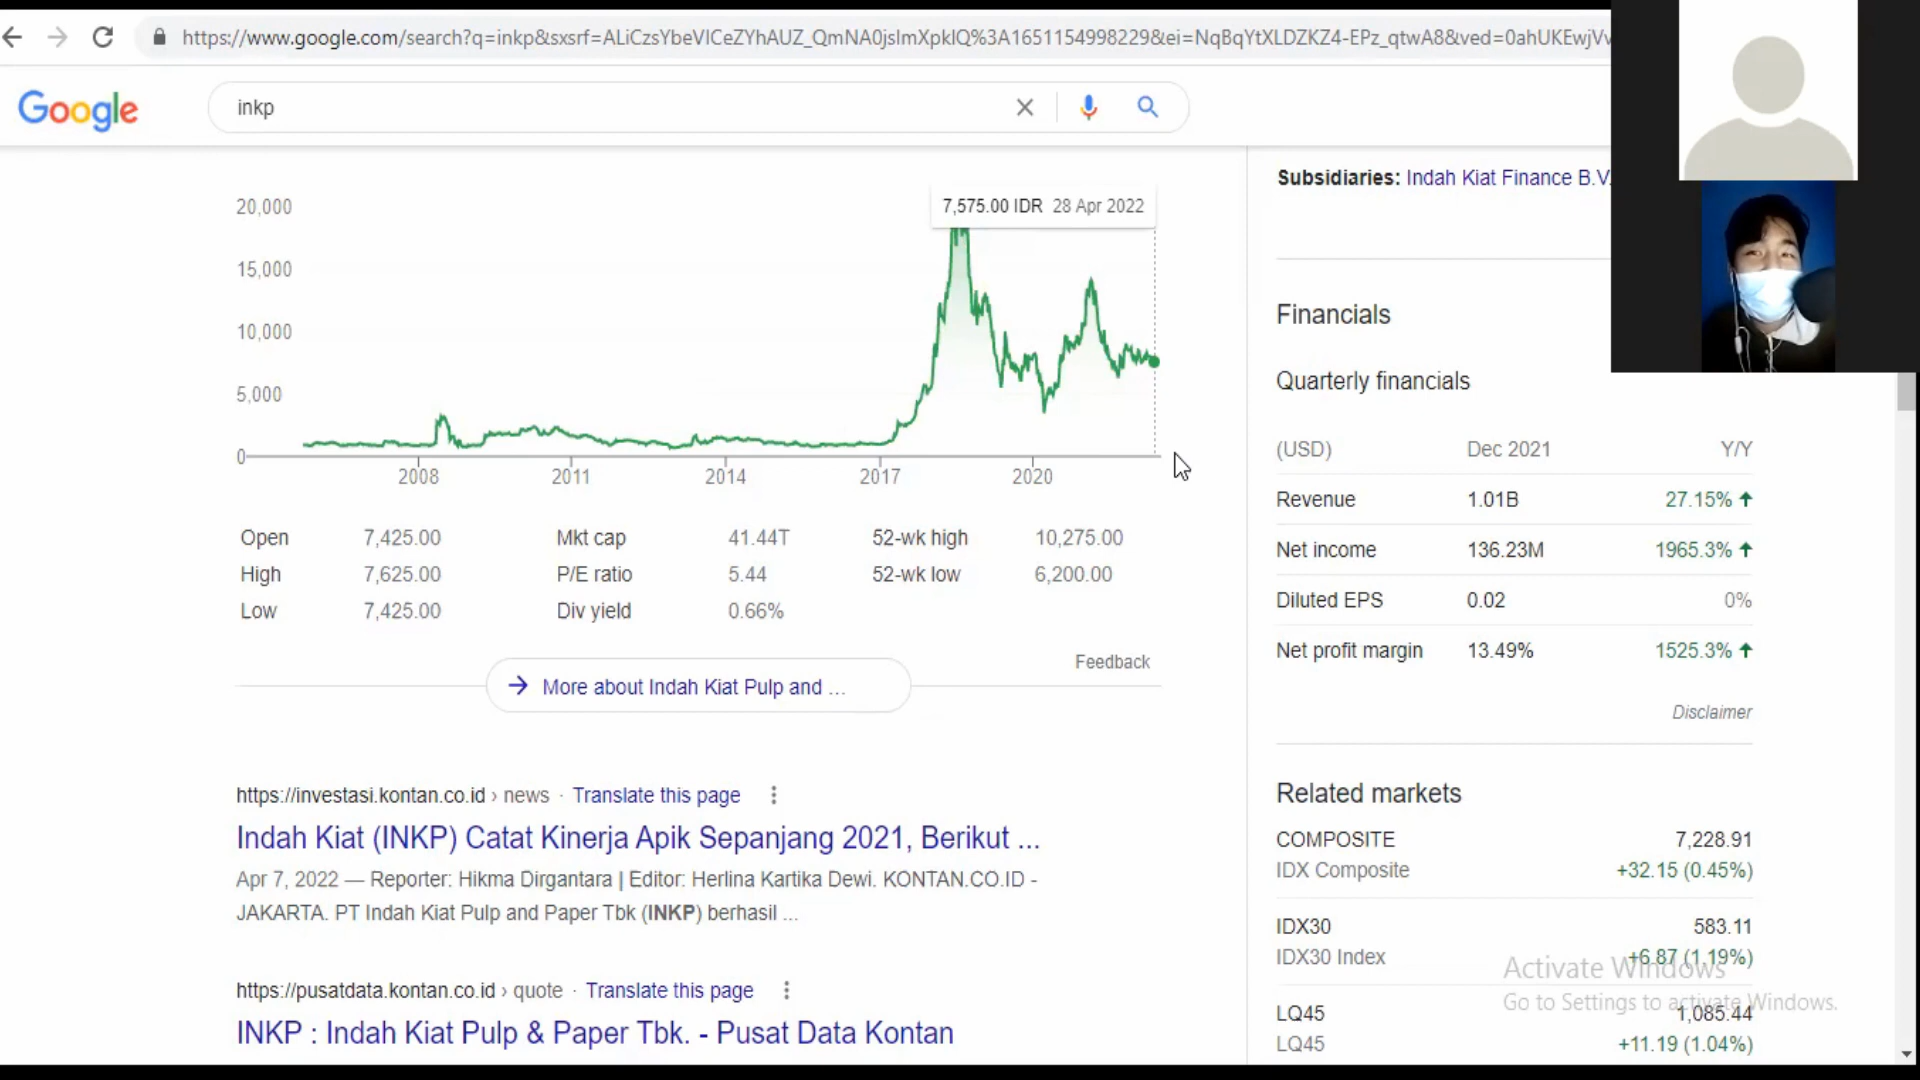 https://www.google.com/search?q=inkp&sxsrf=ALiCzsYbeVICeZYhAUZ_QmNA0jsImXpkIQ%3A1651154998229&ei=NqBqYtXLDZKZ4-EPz_qtwA8&ved=0ahUKEwjVv
Google
inkp
20,000
15,000
10,000
5,000
0
7,575.00 IDR 28 Apr 2022
2008 2011 2014 2017 2020
Open 7,425.00 Mkt cap 41.44T 52-wk high 10,275.00
High 7,625.00 P/E ratio 5.44 52-wk low 6,200.00
Low 7,425.00 Div yield 0.66%
Feedback
More about Indah Kiat Pulp and ...
https://investasi.kontan.co.id › news · Translate this page
Indah Kiat (INKP) Catat Kinerja Apik Sepanjang 2021, Berikut ...
Apr 7, 2022 — Reporter: Hikma Dirgantara | Editor: Herlina Kartika Dewi. KONTAN.CO.ID -
JAKARTA. PT Indah Kiat Pulp and Paper Tbk (INKP) berhasil ...
https://pusatdata.kontan.co.id › quote · Translate this page
INKP : Indah Kiat Pulp & Paper Tbk. - Pusat Data Kontan
Subsidiaries: Indah Kiat Finance B.V.
Financials
Quarterly financials
(USD) Dec 2021 Y/Y
Revenue 1.01B 27.15%
Net income 136.23M 1965.3%
Diluted EPS 0.02 0%
Net profit margin 13.49% 1525.3%
Disclaimer
Related markets
COMPOSITE 7,228.91
IDX Composite +32.15 (0.45%)
IDX30 583.11
IDX30 Index +6.87 (1.19%)
Activate Windows
Go to Settings to activate Windows.
LQ45 1,085.44
LQ45 +11.19 (1.04%)